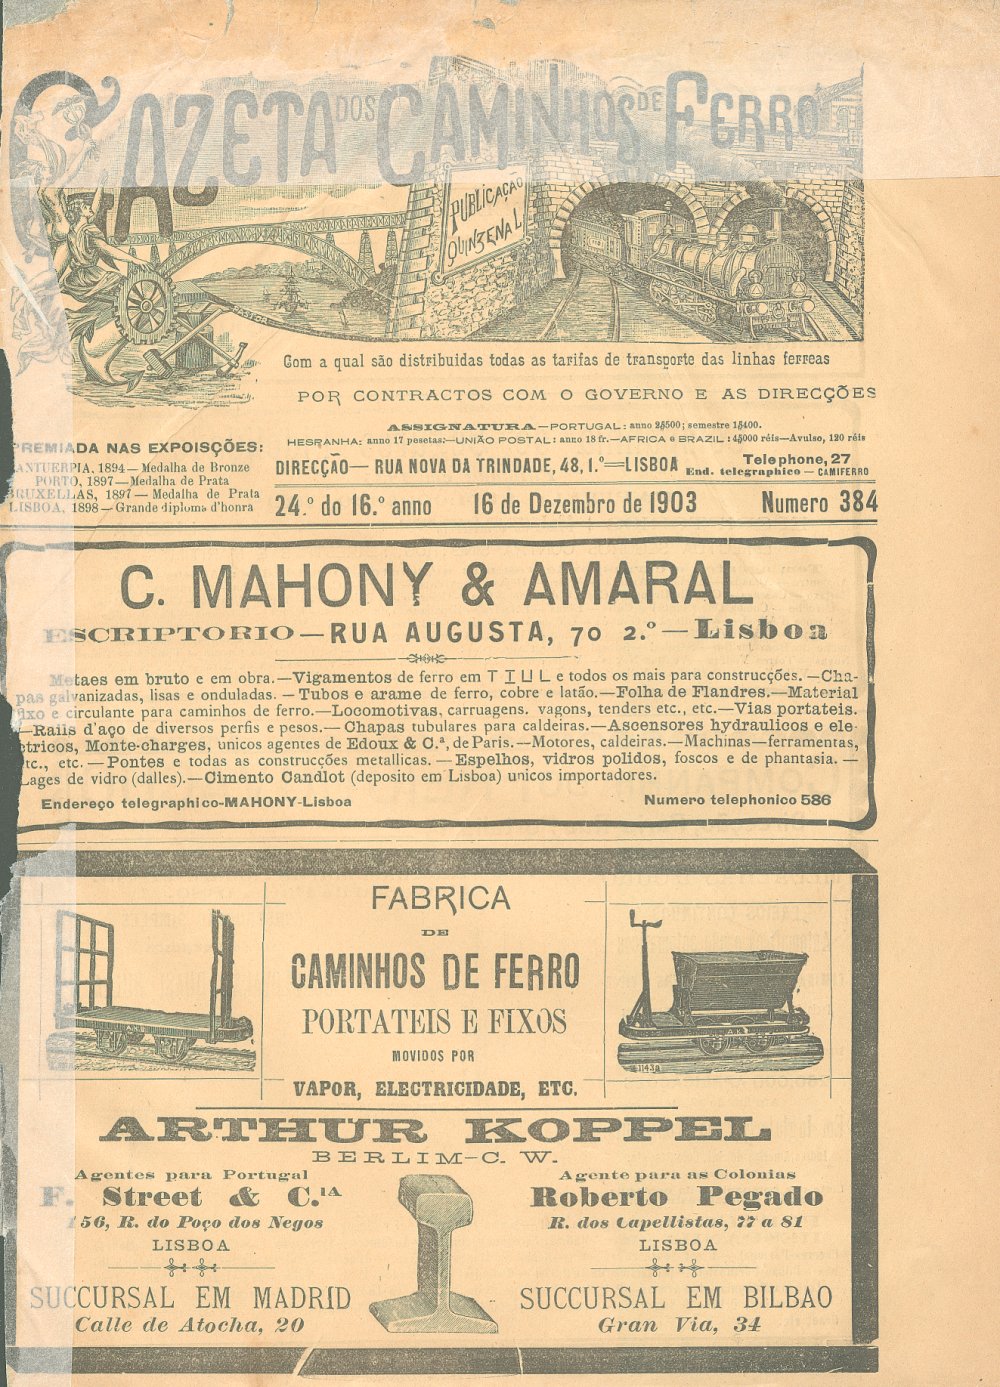 GAZETA DOS CAMINHOS DE FERRO
PUBLICAÇÃO
QUINZENAL
PASTOR
Com a qual são distribuidas todas as tarifas de transporte das linhas ferreas
POR CONTRACTOS COM O GOVERNO E AS DIRECÇÕES
PREMIADA NAS EXPOISÇÕES:
ANTUERPIA, 1894—Medalha de Bronze
PORTO, 1897—Medalha de Prata
BRUXELLAS, 1897—Medalha de Prata
LISBOA, 1898—Grande diploma d'honra
ASSIGNATURA—PORTUGAL: anno 2$500; semestre 1$400.
HESPANHA: anno 17 pesetas:—UNIÃO POSTAL: anno 18 fr.—AFRICA e BRAZIL: 4$000 réis—Avulso, 120 réis
DIRECÇÃO—RUA NOVA DA TRINDADE, 48, 1.º—LISBOA
Telephone, 27
End. telegraphico—CAMIFERRO
24.º do 16.º anno 16 de Dezembro de 1903 Numero 384
C. MAHONY & AMARAL
ESCRIPTORIO—RUA AUGUSTA, 70 2.º—Lisboa
Metaes em bruto e em obra.—Vigamentos de ferro em T I U L e todos os mais para construcções.—Cha-
pas galvanizadas, lisas e onduladas.—Tubos e arame de ferro, cobre e latão.—Folha de Flandres.—Material
fixo e circulante para caminhos de ferro.—Locomotivas, carruagens. vagons, tenders etc., etc.—Vias portateis.
—Rails d'aço de diversos perfis e pesos.—Chapas tubulares para caldeiras.—Ascensores hydraulicos e ele-
ctricos, Monte-charges, unicos agentes de Edoux & C.ª, de Paris.—Motores, caldeiras.—Machinas—ferramentas,
etc., etc.—Pontes e todas as construcções metallicas.—Espelhos, vidros polidos, foscos e de phantasia.—
Lages de vidro (dalles).—Cimento Candlot (deposito em Lisboa) unicos importadores.
Endereço telegraphico-MAHONY-Lisboa Numero telephonico 586
FABRICA
DE
CAMINHOS DE FERRO
PORTATEIS E FIXOS
MOVIDOS POR
VAPOR, ELECTRICIDADE, ETC.
11438
ARTHUR KOPPEL
BERLIM-C. W.
Agentes para Portugal
F. Street & C.IA
156, R. do Poço dos Negos
LISBOA
SUCCURSAL EM MADRID
Calle de Atocha, 20
Agente para as Colonias
Roberto Pegado
R. dos Capellistas, 77 a 81
LISBOA
SUCCURSAL EM BILBAO
Gran Via, 34